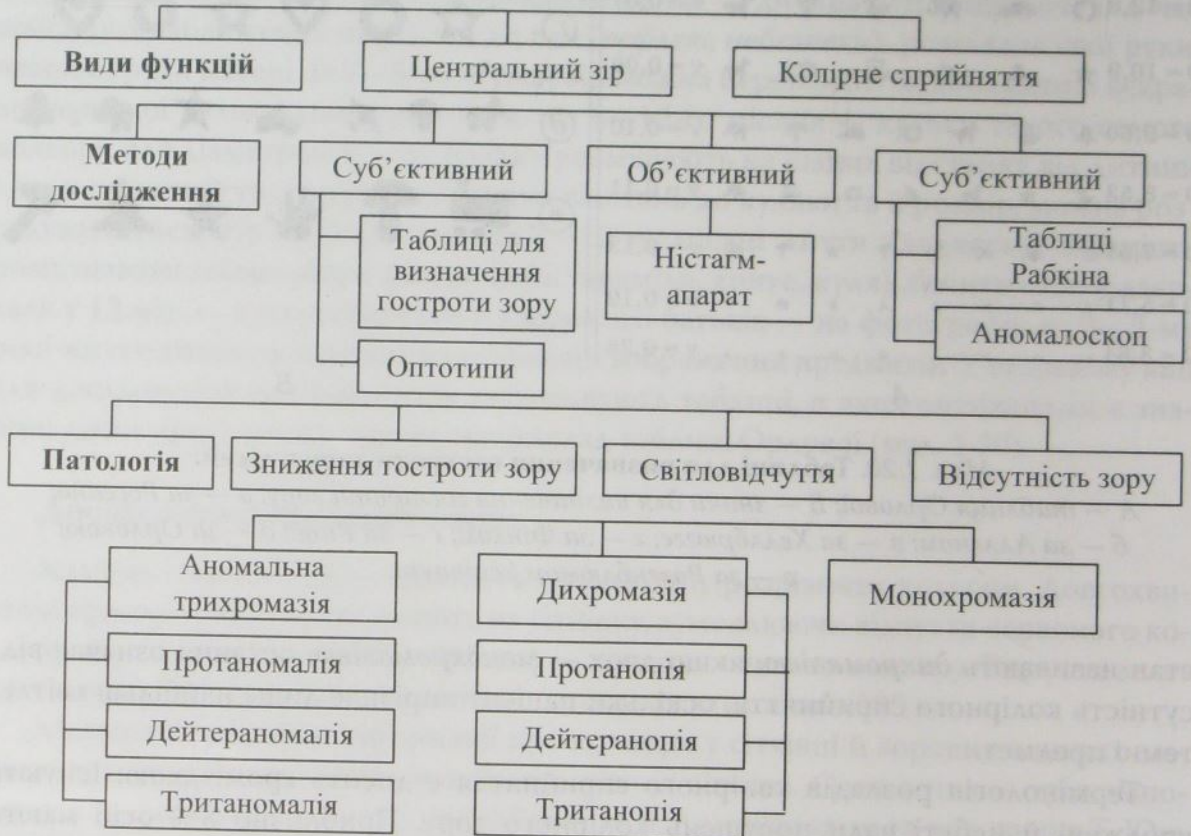 Види функцій
Центральний зір
Колірне сприйняття
Методи
дослідження
Суб’єктивний
Об’єктивний
Суб’єктивний
Таблиці для
визначення
гостроти зору
Оптотипи
Ністагм-
апарат
Таблиці
Рабкіна
Аномалоскоп
Патологія
Зниження гостроти зору
Світловідчуття
Відсутність зору
Аномальна
трихромазія
Дихромазія
Монохромазія
Протаномалія
Протанопія
Дейтераномалія
Дейтеранопія
Тританомалія
Тританопія